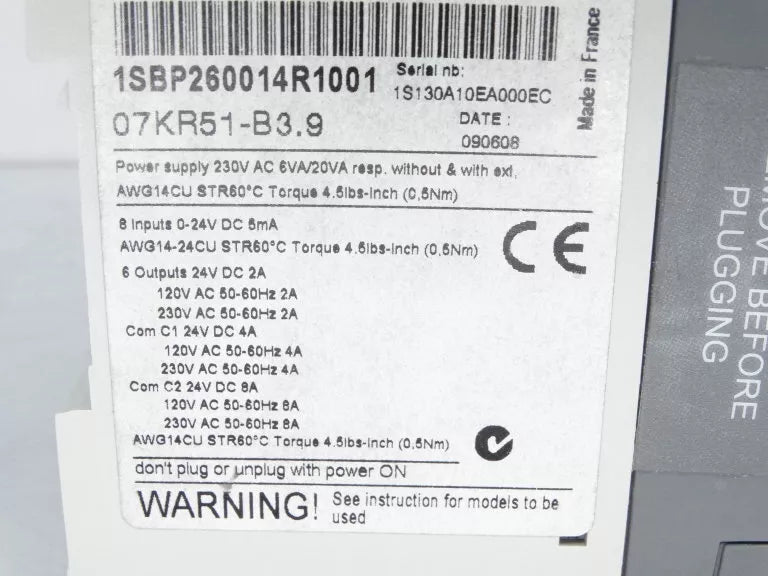 1SBP260014R1001
Serial nb:
1S130A10EA000EC
Made in France
07KR51-B3.9
DATE :
090608
Power supply 230V AC 6VA/20VA resp. without & with ext.
AWG14CU STR60°C Torque 4.5lbs-inch (0,5Nm)
8 Inputs 0-24V DC 5mA
AWG14-24CU STR60°C Torque 4.5lbs-inch (0,5Nm)
CE
6 Outputs 24V DC 2A
120V AC 50-60Hz 2A
230V AC 50-60Hz 2A
Com C1 24V DC 4A
120V AC 50-60Hz 4A
230V AC 50-60Hz 4A
Com C2 24V DC 8A
120V AC 50-60Hz 8A
230V AC 50-60Hz 8A
AWG14CU STR60°C Torque 4.5lbs-inch (0,5Nm)
don't plug or unplug with power ON
WARNING! See instruction for models to be
used
BEFORE
PLUGGING